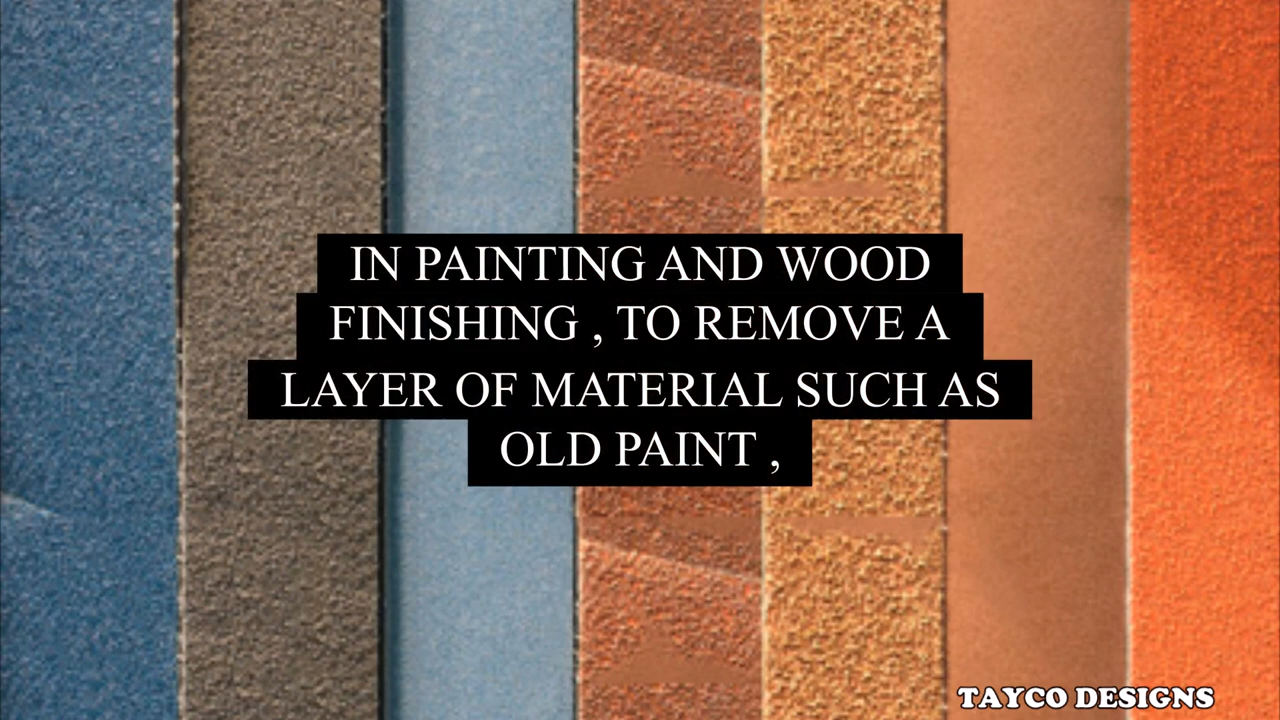 IN PAINTING AND WOOD
FINISHING , TO REMOVE A
LAYER OF MATERIAL SUCH AS
OLD PAINT ,
TAYCO DESIGNS